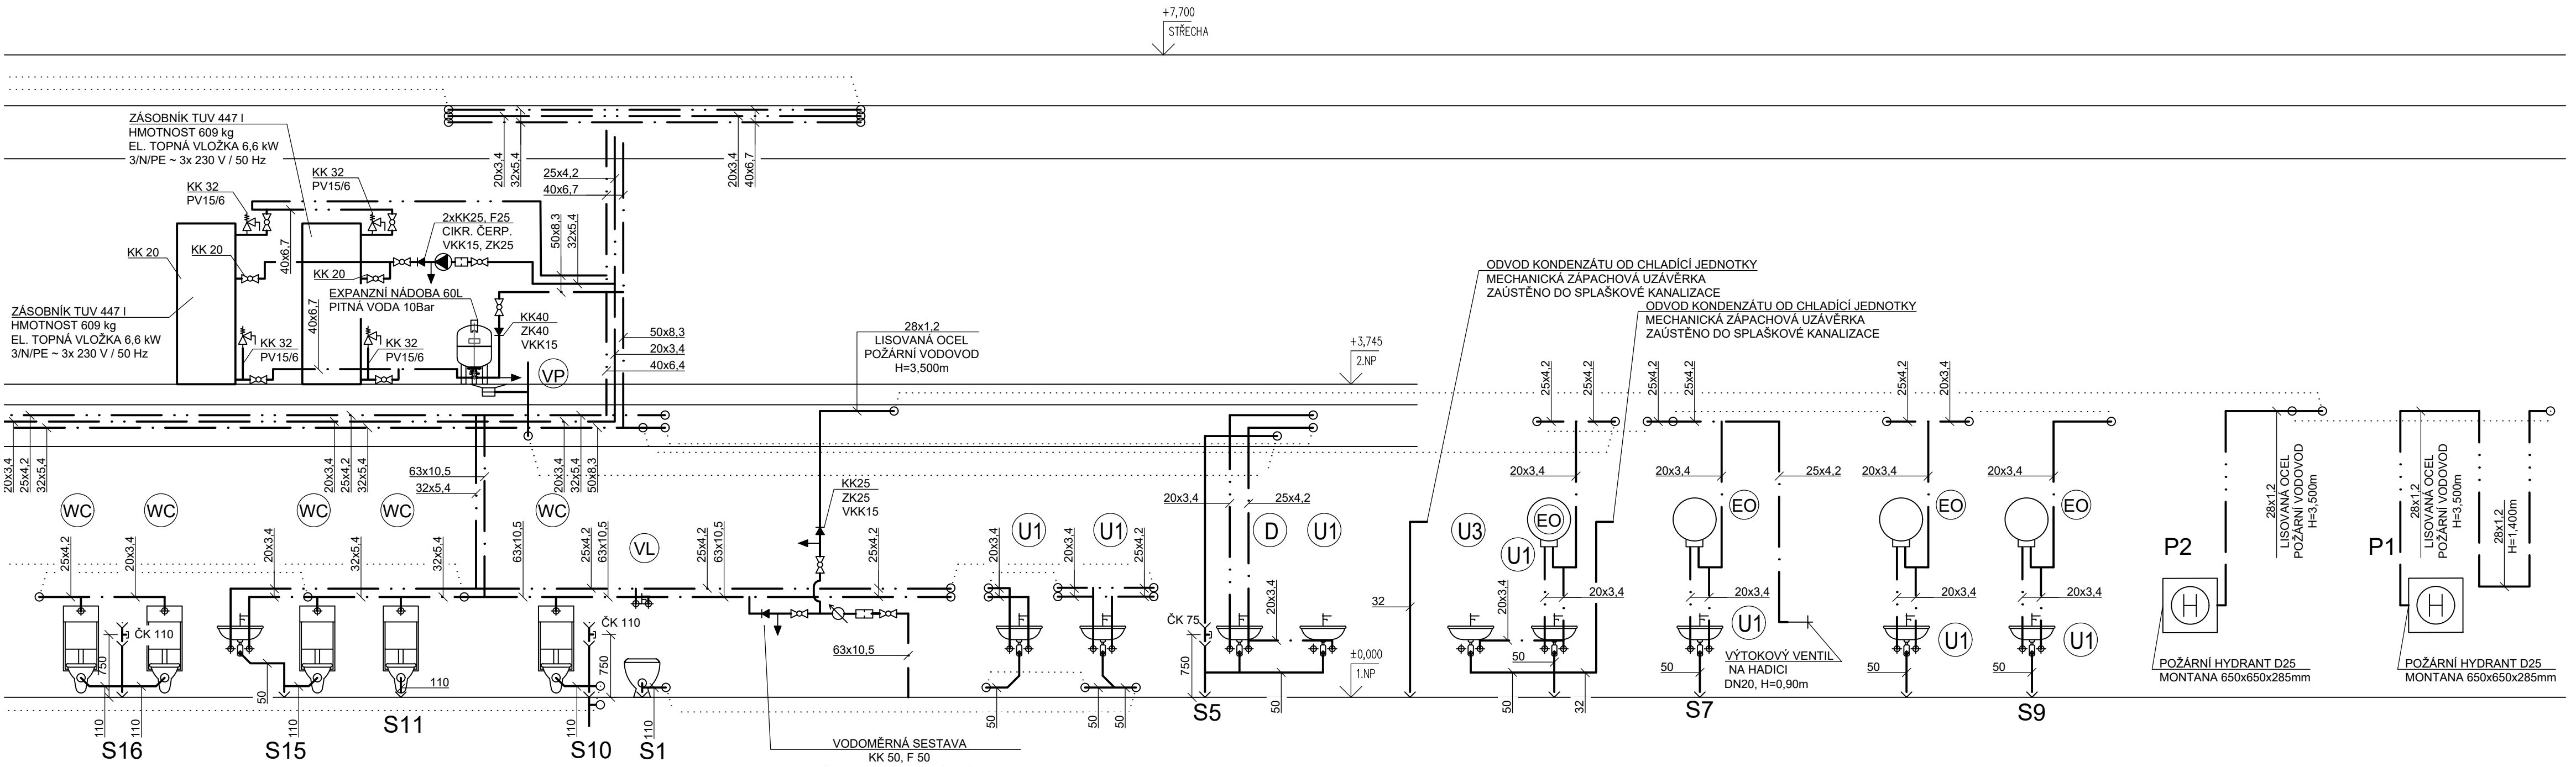 +7,700
STŘECHA
ZÁSOBNÍK TUV 447 l
HMOTNOST 609 kg
EL. TOPNÁ VLOŽKA 6,6 kW
3/N/PE ~ 3x 230 V / 50 Hz
KK 32
PV15/6
KK 32
PV15/6
20x3,4
32x5,4
20x3,4
40x6,7
25x4,2
40x6,7
2xKK25, F25
CIKR. ČERP.
VKK15, ZK25
50x8,3
32x5,4
KK 20
KK 20
40x6,7
KK 20
EXPANZNÍ NÁDOBA 60L
PITNÁ VODA 10Bar
ZÁSOBNÍK TUV 447 l
HMOTNOST 609 kg
EL. TOPNÁ VLOŽKA 6,6 kW
3/N/PE ~ 3x 230 V / 50 Hz
40x6,7
KK 32
PV15/6
KK 32
PV15/6
KK40
ZK40
VKK15
VP
50x8,3
20x3,4
40x6,4
28x1,2
LISOVANÁ OCEL
POŽÁRNÍ VODOVOD
H=3,500m
+3,745
2.NP
ODVOD KONDENZÁTU OD CHLADÍCÍ JEDNOTKY
MECHANICKÁ ZÁPACHOVÁ UZÁVĚRKA
ZAÚSTĚNO DO SPLAŠKOVÉ KANALIZACE
ODVOD KONDENZÁTU OD CHLADÍCÍ JEDNOTKY
MECHANICKÁ ZÁPACHOVÁ UZÁVĚRKA
ZAÚSTĚNO DO SPLAŠKOVÉ KANALIZACE
25x4,2
25x4,2
25x4,2
25x4,2
25x4,2
20x3,4
20x3,4
25x4,2
32x5,4
20x3,4
25x4,2
32x5,4
63x10,5
32x5,4
20x3,4
32x5,4
50x8,3
KK25
ZK25
VKK15
20x3,4
25x4,2
20x3,4
20x3,4
25x4,2
20x3,4
20x3,4
28x1,2
LISOVANÁ OCEL
POŽÁRNÍ VODOVOD
H=3,500m
28x1,2
LISOVANÁ OCEL
POŽÁRNÍ VODOVOD
H=3,500m
28x1,2
H=1,400m
WC
WC
WC
WC
WC
VL
U1
U1
D
U1
U3
U1
EO
EO
EO
EO
P2
P1
25x4,2
20x3,4
20x3,4
32x5,4
32x5,4
63x10,5
25x4,2
63x10,5
25x4,2
63x10,5
25x4,2
20x3,4
20x3,4
25x4,2
20x3,4
32
20x3,4
20x3,4
20x3,4
20x3,4
20x3,4
H
H
ČK 110
750
ČK 110
750
63x10,5
ČK 75
750
±0,000
1.NP
50
50
50
50
U1
U1
U1
VÝTOKOVÝ VENTIL
NA HADICI
DN20, H=0,90m
POŽÁRNÍ HYDRANT D25
MONTANA 650x650x285mm
POŽÁRNÍ HYDRANT D25
MONTANA 650x650x285mm
110
110
50
110
110
110
110
50
50
50
50
50
32
S16
S15
S11
S10
S1
S5
S7
S9
VODOMĚRNÁ SESTAVA
KK 50, F 50